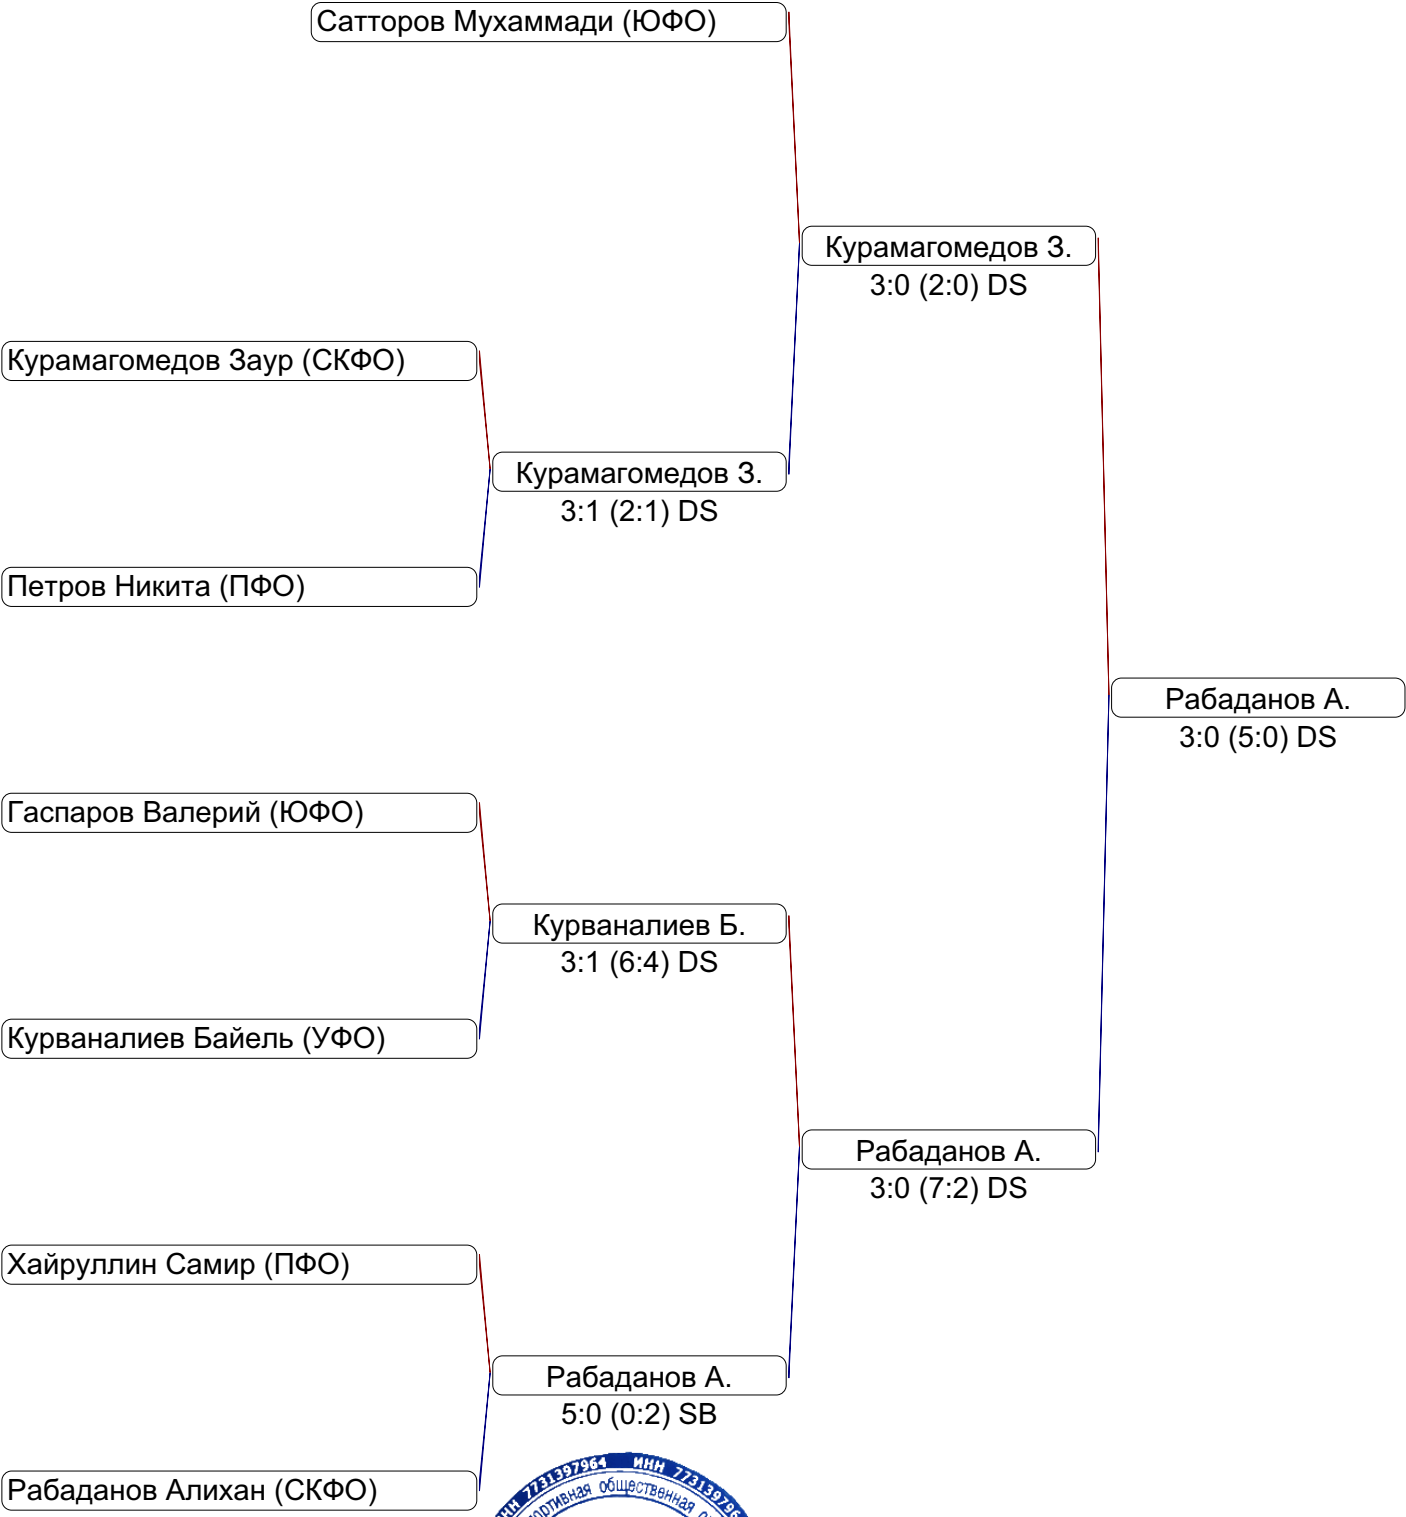 Сатторов Мухаммади (ЮФО)
Курамагомедов З.
3:0 (2:0) DS
Курамагомедов Заур (СКФО)
Курамагомедов З.
3:1 (2:1) DS
Петров Никита (ПФО)
Рабаданов А.
3:0 (5:0) DS
Гаспаров Валерий (ЮФО)
Курваналиев Б.
3:1 (6:4) DS
Курваналиев Байель (УФО)
Рабаданов А.
3:0 (7:2) DS
Хайруллин Самир (ПФО)
Рабаданов А.
5:0 (0:2) SB
Рабаданов Алихан (СКФО)
7731397964 ИНН
общественная